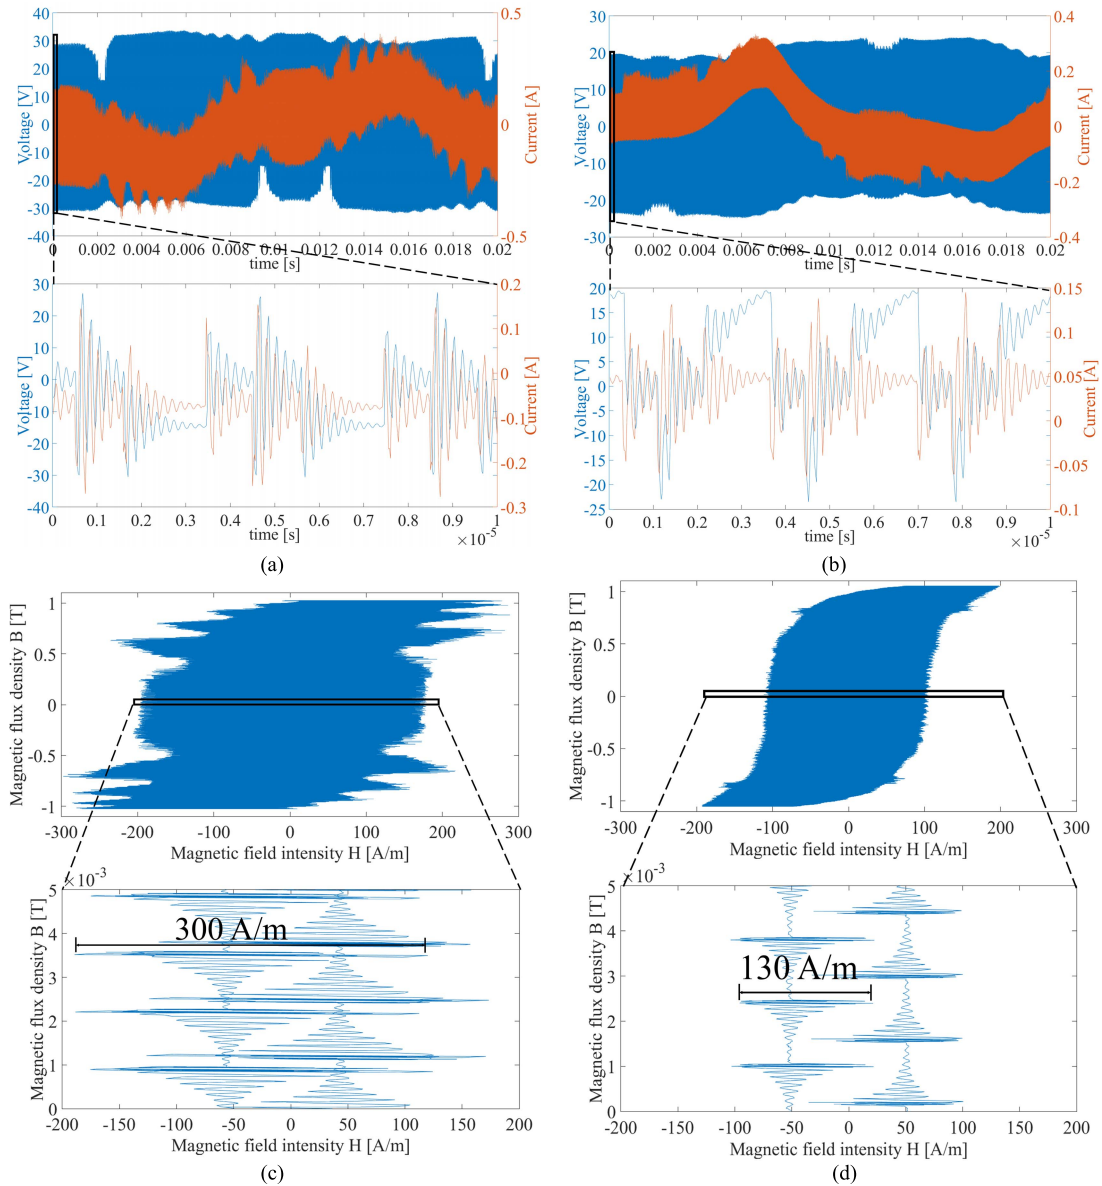 40
30
20
10
0
-10
-20
-30
-40
Voltage [V]
0.5
0
-0.5
Current [A]
0 0.002 0.004 0.006 0.008 0.01 0.012 0.014 0.016 0.018 0.02
time [s]
30
20
10
0
-10
-20
-30
-40
Voltage [V]
0.2
0.1
0
-0.1
-0.2
-0.3
Current [A]
0 0.1 0.2 0.3 0.4 0.5 0.6 0.7 0.8 0.9 1
time [s]
×10⁻⁵
(a)
30
20
10
0
-10
-20
-30
Voltage [V]
0.4
0.2
0
-0.2
-0.4
Current [A]
0 0.002 0.004 0.006 0.008 0.01 0.012 0.014 0.016 0.018 0.02
time [s]
20
15
10
5
0
-5
-10
-15
-20
-25
Voltage [V]
0.15
0.1
0.05
0
-0.05
-0.1
Current [A]
0 0.1 0.2 0.3 0.4 0.5 0.6 0.7 0.8 0.9 1
time [s]
×10⁻⁵
(b)
1
0.5
0
-0.5
-1
Magnetic flux density B [T]
-300 -200 -100 0 100 200 300
Magnetic field intensity H [A/m]
×10⁻³
5
4
3
2
1
0
Magnetic flux density B [T]
300 A/m
-200 -150 -100 -50 0 50 100 150 200
Magnetic field intensity H [A/m]
(c)
1
0.5
0
-0.5
-1
Magnetic flux density B [T]
-300 -200 -100 0 100 200 300
Magnetic field intensity H [A/m]
×10⁻³
5
4
3
2
1
0
Magnetic flux density B [T]
130 A/m
-200 -150 -100 -50 0 50 100 150 200
Magnetic field intensity H [A/m]
(d)